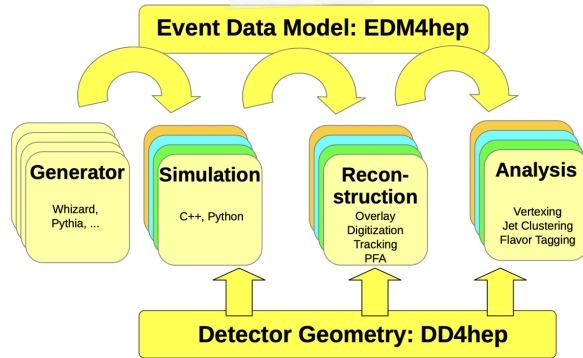 Event Data Model: EDM4hep
Generator
Whizard,
Pythia, ...
Simulation
C++, Python
Recon-
struction
Overlay
Digitization
Tracking
PFA
Analysis
Vertexing
Jet Clustering
Flavor Tagging
Detector Geometry: DD4hep